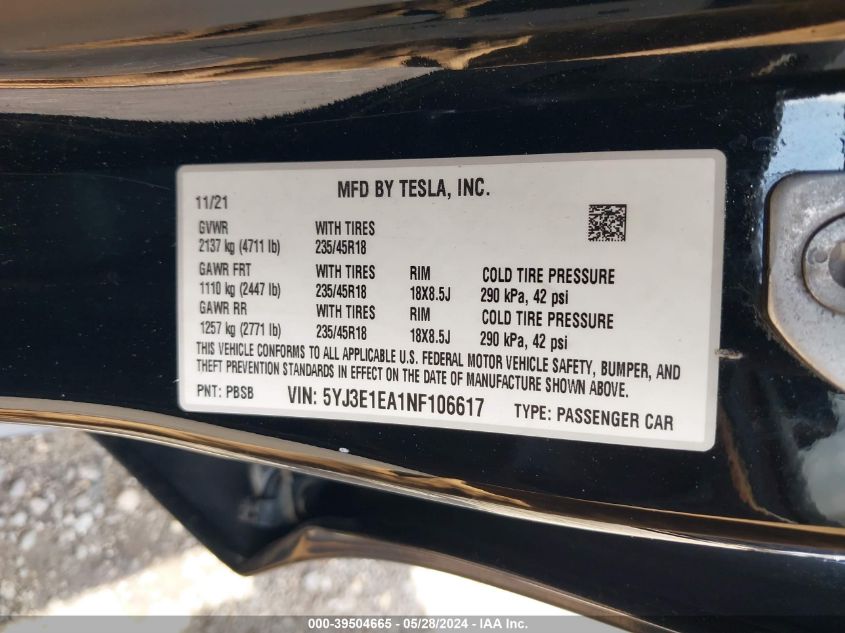 MFD BY TESLA, INC.
11/21
GVWR WITH TIRES
2137 kg (4711 lb) 235/45R18
GAWR FRT WITH TIRES RIM COLD TIRE PRESSURE
1110 kg (2447 lb) 235/45R18 18X8.5J 290 kPa, 42 psi
GAWR RR WITH TIRES RIM COLD TIRE PRESSURE
1257 kg (2771 lb) 235/45R18 18X8.5J 290 kPa, 42 psi
THIS VEHICLE CONFORMS TO ALL APPLICABLE U.S. FEDERAL MOTOR VEHICLE SAFETY, BUMPER, AND
THEFT PREVENTION STANDARDS IN EFFECT ON THE DATE OF MANUFACTURE SHOWN ABOVE.
PNT: PBSB VIN: 5YJ3E1EA1NF106617 TYPE: PASSENGER CAR
000-39504665 - 05/28/2024 - IAA Inc.